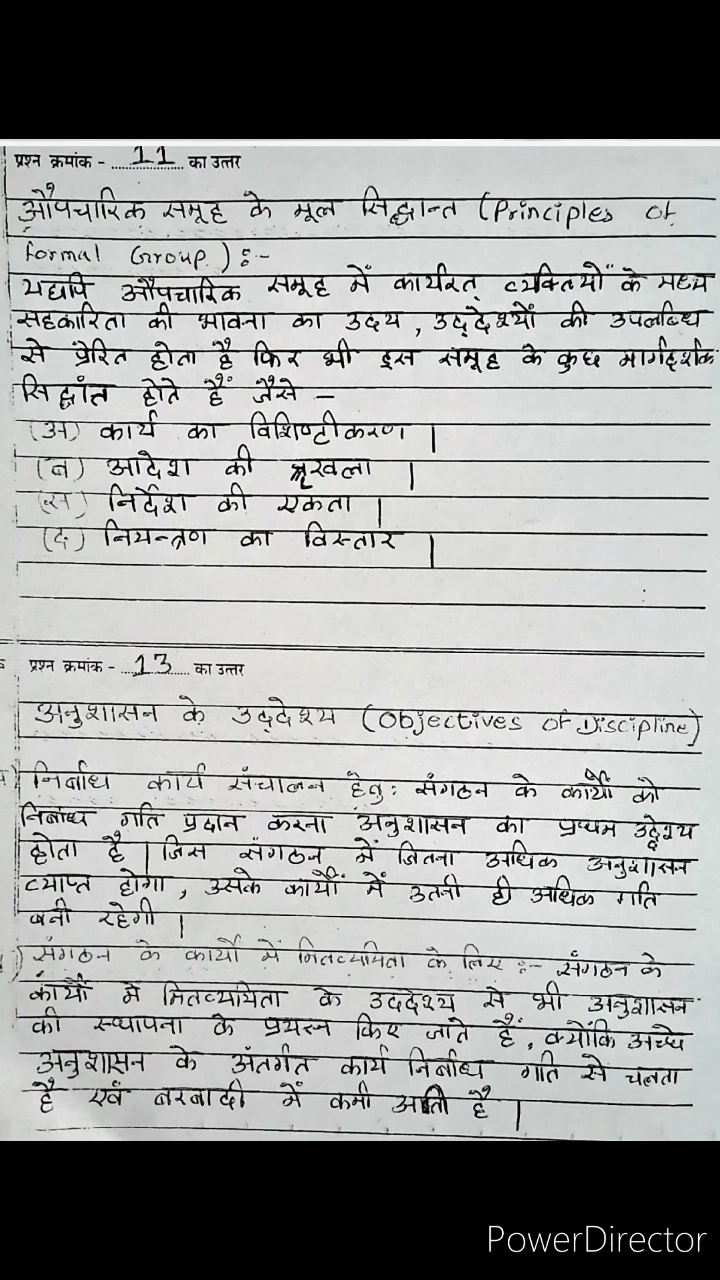 प्रश्न क्रमांक - ....11.... का उत्तर
औपचारिक समूह के मूल सिद्धान्त (Principles of
formal Group) :-
यद्यपि औपचारिक समूह में कार्यरत् व्यक्तियों के मध्य
सहकारिता की भावना का उदय, उद्देश्यों की उपलब्धि
से प्रेरित होता है फिर भी इस समूह के कुछ मार्गदर्शक
सिद्धांत होते हैं जैसे -
(अ) कार्य का विशिष्टीकरण |
(ब) आदेश की श्रृखला |
(स) निर्देश की एकता |
(द) नियन्त्रण का विस्तार |
प्रश्न क्रमांक - ....13.... का उत्तर
अनुशासन के उद्देश्य (Objectives of Discipline)
निर्बाध कार्य संचालन हेतु : संगठन के कार्यों को
निर्बाध गति प्रदान करना अनुशासन का प्रथम उद्देश्य
होता है | जिस संगठन में जितना अधिक अनुशासन
व्याप्त होगा, उसके कार्यों में उतनी ही अधिक गति
बनी रहेगी |
संगठन के कार्यों में मितव्ययिता के लिए :- संगठन के
कार्यों में मितव्ययिता के उद्देश्य से भी अनुशासन
की स्थापना के प्रयत्न किए जाते हैं, क्योंकि अच्छे
अनुशासन के अंतर्गत कार्य निर्बाध गति से चलता
है एवं बरबादी में कमी आती है |
PowerDirector